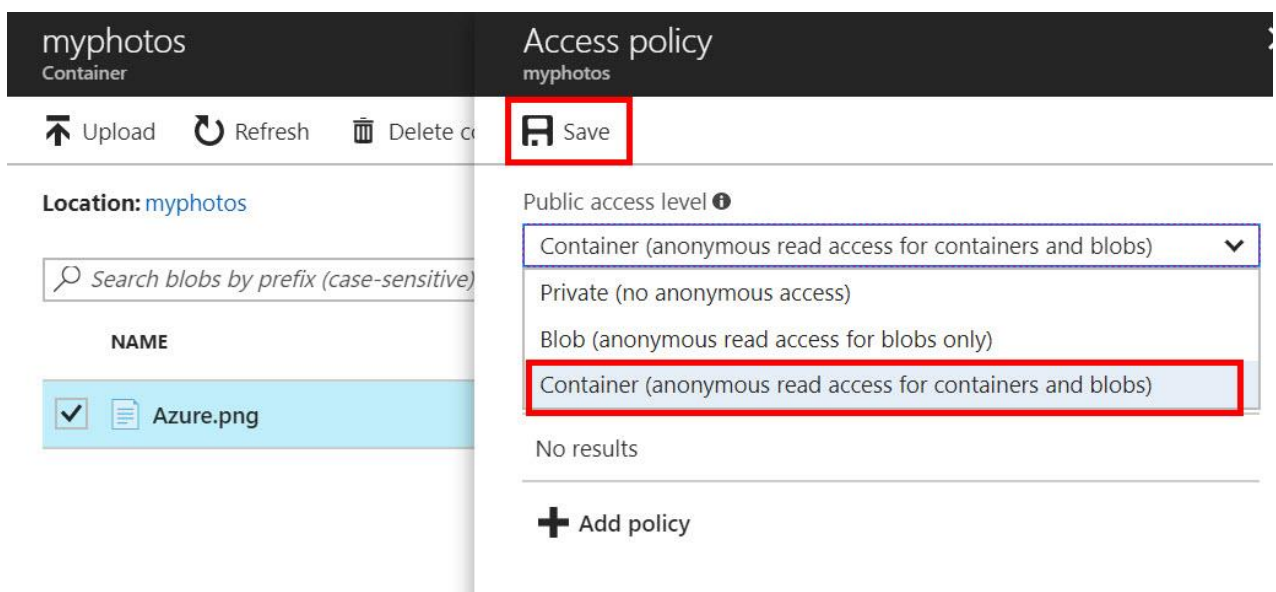 myphotos
Container
Upload Refresh Delete
Location: myphotos
Search blobs by prefix (case-sensitive)
NAME
Azure.png
Access policy
myphotos
Save
Public access level
Container (anonymous read access for containers and blobs)
Private (no anonymous access)
Blob (anonymous read access for blobs only)
Container (anonymous read access for containers and blobs)
No results
Add policy